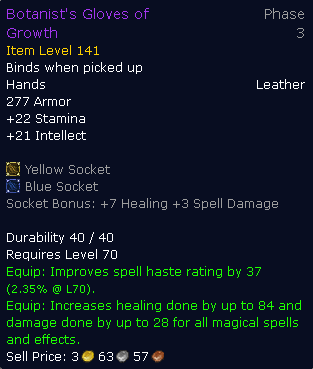 Botanist's Gloves of Growth Phase 3
Item Level 141
Binds when picked up
Hands Leather
277 Armor
+22 Stamina
+21 Intellect
Yellow Socket
Blue Socket
Socket Bonus: +7 Healing +3 Spell Damage
Durability 40 / 40
Requires Level 70
Equip: Improves spell haste rating by 37
(2.35% @ L70).
Equip: Increases healing done by up to 84 and
damage done by up to 28 for all magical spells
and effects.
Sell Price: 3 63 57